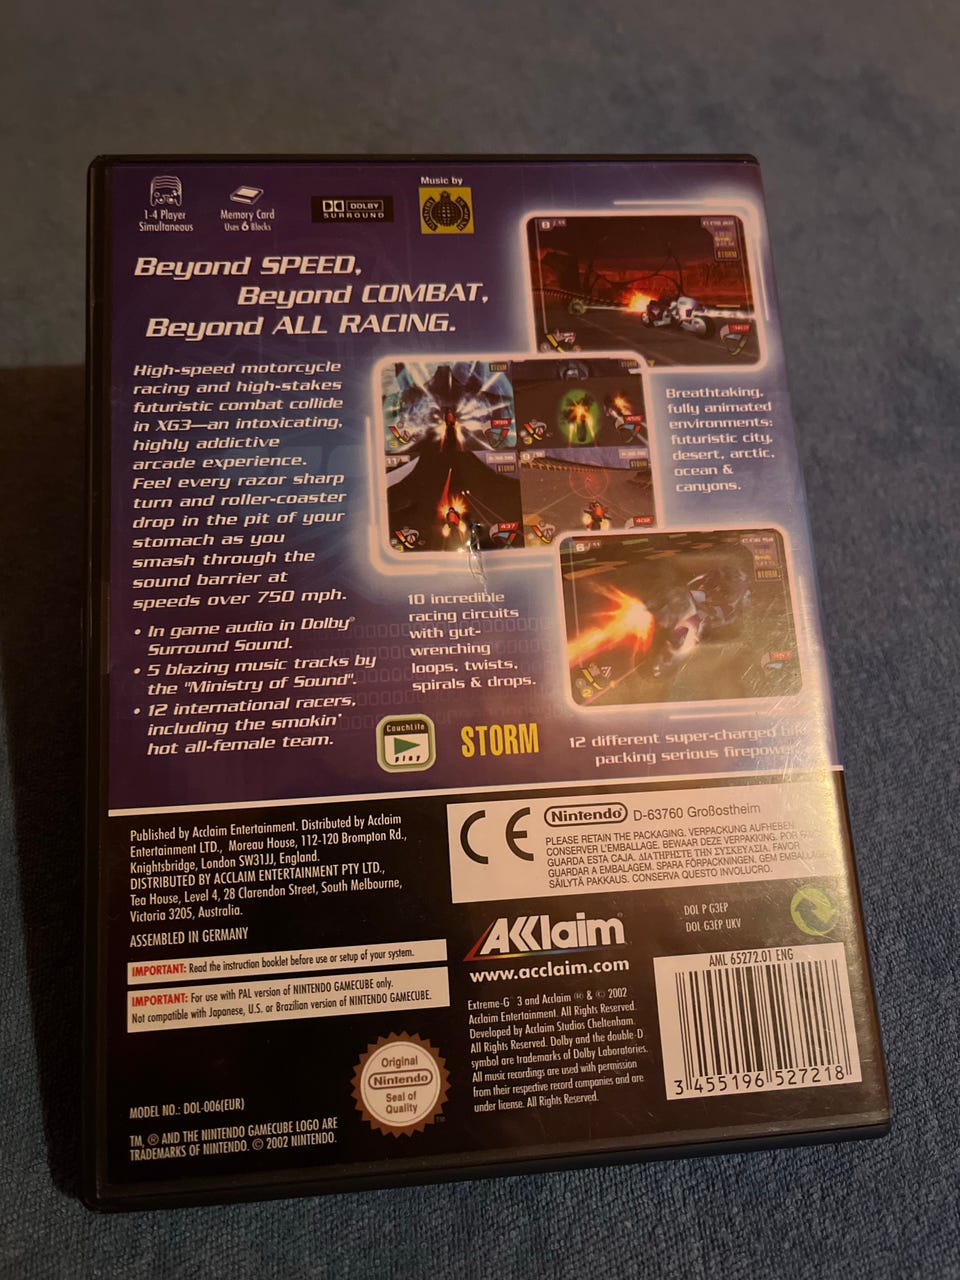 1-4 Player
Simultaneous
Memory Card
Uses 6 Blocks
DOLBY
SURROUND
Music by
MINISTRY OF SOUND
Beyond SPEED,
Beyond COMBAT,
Beyond ALL RACING.
High-speed motorcycle
racing and high-stakes
futuristic combat collide
in XG3—an intoxicating,
highly addictive
arcade experience.
Feel every razor sharp
turn and roller-coaster
drop in the pit of your
stomach as you
smash through the
sound barrier at
speeds over 750 mph.
• In game audio in Dolby®
Surround Sound.
• 5 blazing music tracks by
the "Ministry of Sound".
• 12 international racers,
including the smokin'
hot all-female team.
Breathtaking,
fully animated
environments:
futuristic city,
desert, arctic,
ocean &
canyons.
10 incredible
racing circuits
with gut-
wrenching
loops, twists,
spirals & drops.
CouchLife
PLAY
STORM
12 different super-charged
packing serious firepower
Published by Acclaim Entertainment. Distributed by Acclaim
Entertainment LTD., Moreau House, 112-120 Brompton Rd.,
Knightsbridge, London SW31JJ, England.
DISTRIBUTED BY ACCLAIM ENTERTAINMENT PTY LTD.,
Tea House, Level 4, 28 Clarendon Street, South Melbourne,
Victoria 3205, Australia.
ASSEMBLED IN GERMANY
IMPORTANT: Read the instruction booklet before use or setup of your system.
IMPORTANT: For use with PAL version of NINTENDO GAMECUBE only.
Not compatible with Japanese, U.S. or Brazilian version of NINTENDO GAMECUBE.
CE
Nintendo D-63760 Großostheim
PLEASE RETAIN THE PACKAGING. VERPACKUNG AUFHEBEN.
CONSERVER L'EMBALLAGE. BEWAAR DEZE VERPAKKING. POR
GUARDA ESTA CAJA. ΔΙΑΤΗΡΗΣΤΕ ΤΗΝ ΣΥΣΚΕΥΑΣΙΑ. FAVOR
GUARDAR A EMBALAGEM. SPARA FÖRPACKNINGEN. GEM EMBALLAGEN.
SÄILYTÄ PAKKAUS. CONSERVA QUESTO INVOLUCRO.
AKKlaim
www.acclaim.com
DOL P G3EP
DOL G3EP UKV
Extreme-G™ 3 and Acclaim ® & © 2002
Acclaim Entertainment. All Rights Reserved.
Developed by Acclaim Studios Cheltenham.
All Rights Reserved. Dolby and the double-D
symbol are trademarks of Dolby Laboratories.
All music recordings are used with permission
from their respective record companies and are
under license. All Rights Reserved.
AML 65272.01 ENG
3 455196 527218
Original
Nintendo
Seal of
Quality
TM
MODEL NO.: DOL-006(EUR)
TM, ® AND THE NINTENDO GAMECUBE LOGO ARE
TRADEMARKS OF NINTENDO. © 2002 NINTENDO.